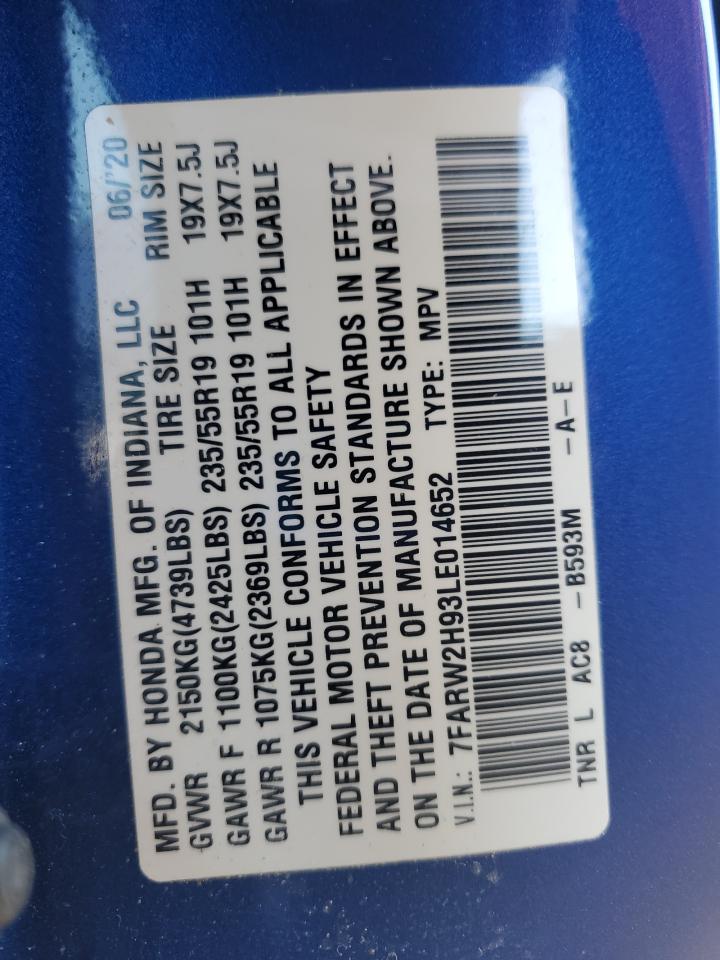 MFD. BY HONDA MFG. OF INDIANA, LLC 06/'20
GVWR 2150KG(4739LBS) TIRE SIZE RIM SIZE
GAWR F 1100KG(2425LBS) 235/55R19 101H 19X7.5J
GAWR R 1075KG(2369LBS) 235/55R19 101H 19X7.5J
THIS VEHICLE CONFORMS TO ALL APPLICABLE
FEDERAL MOTOR VEHICLE SAFETY
AND THEFT PREVENTION STANDARDS IN EFFECT
ON THE DATE OF MANUFACTURE SHOWN ABOVE.
V.I.N.: 7FARW2H93LE014652 TYPE: MPV
TNR L AC8 -B593M -A-E